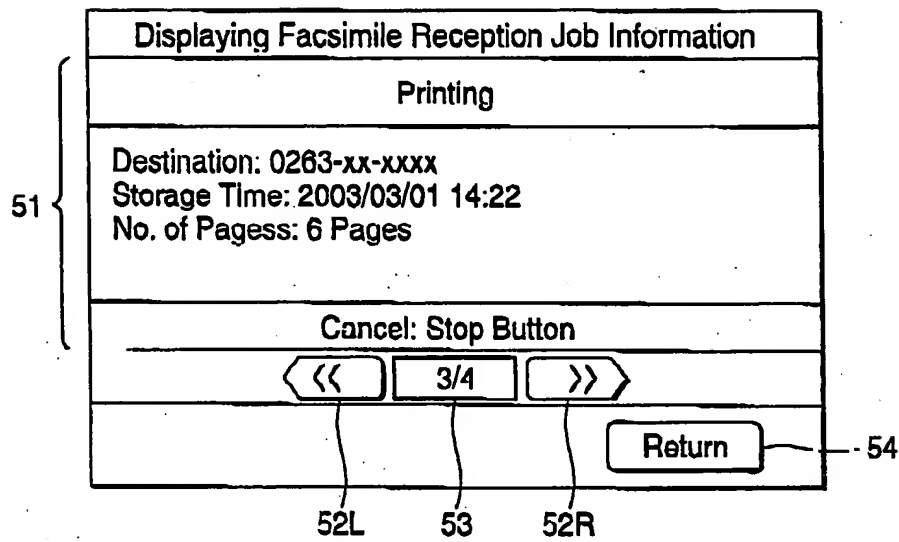 Displaying Facsimile Reception Job Information
Printing
Destination: 0263-xx-xxxx
Storage Time: 2003/03/01 14:22
No. of Pagess: 6 Pages
51
Cancel: Stop Button
<< 3/4 >>
Return
54
52L 53 52R